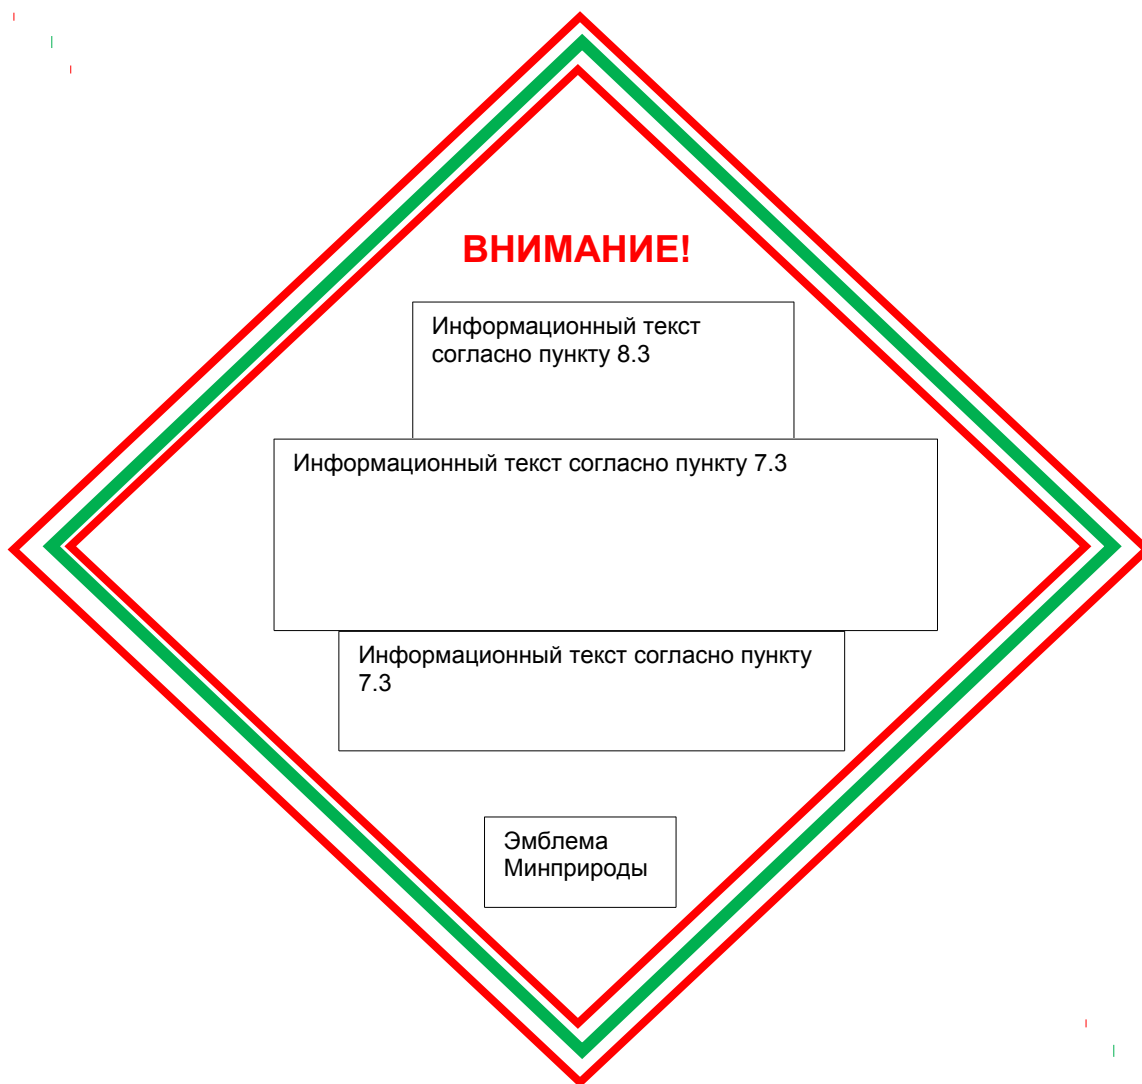 ВНИМАНИЕ!
Информационный текст
согласно пункту 8.3
Информационный текст согласно пункту 7.3
Информационный текст согласно пункту
7.3
Эмблема
Минприроды